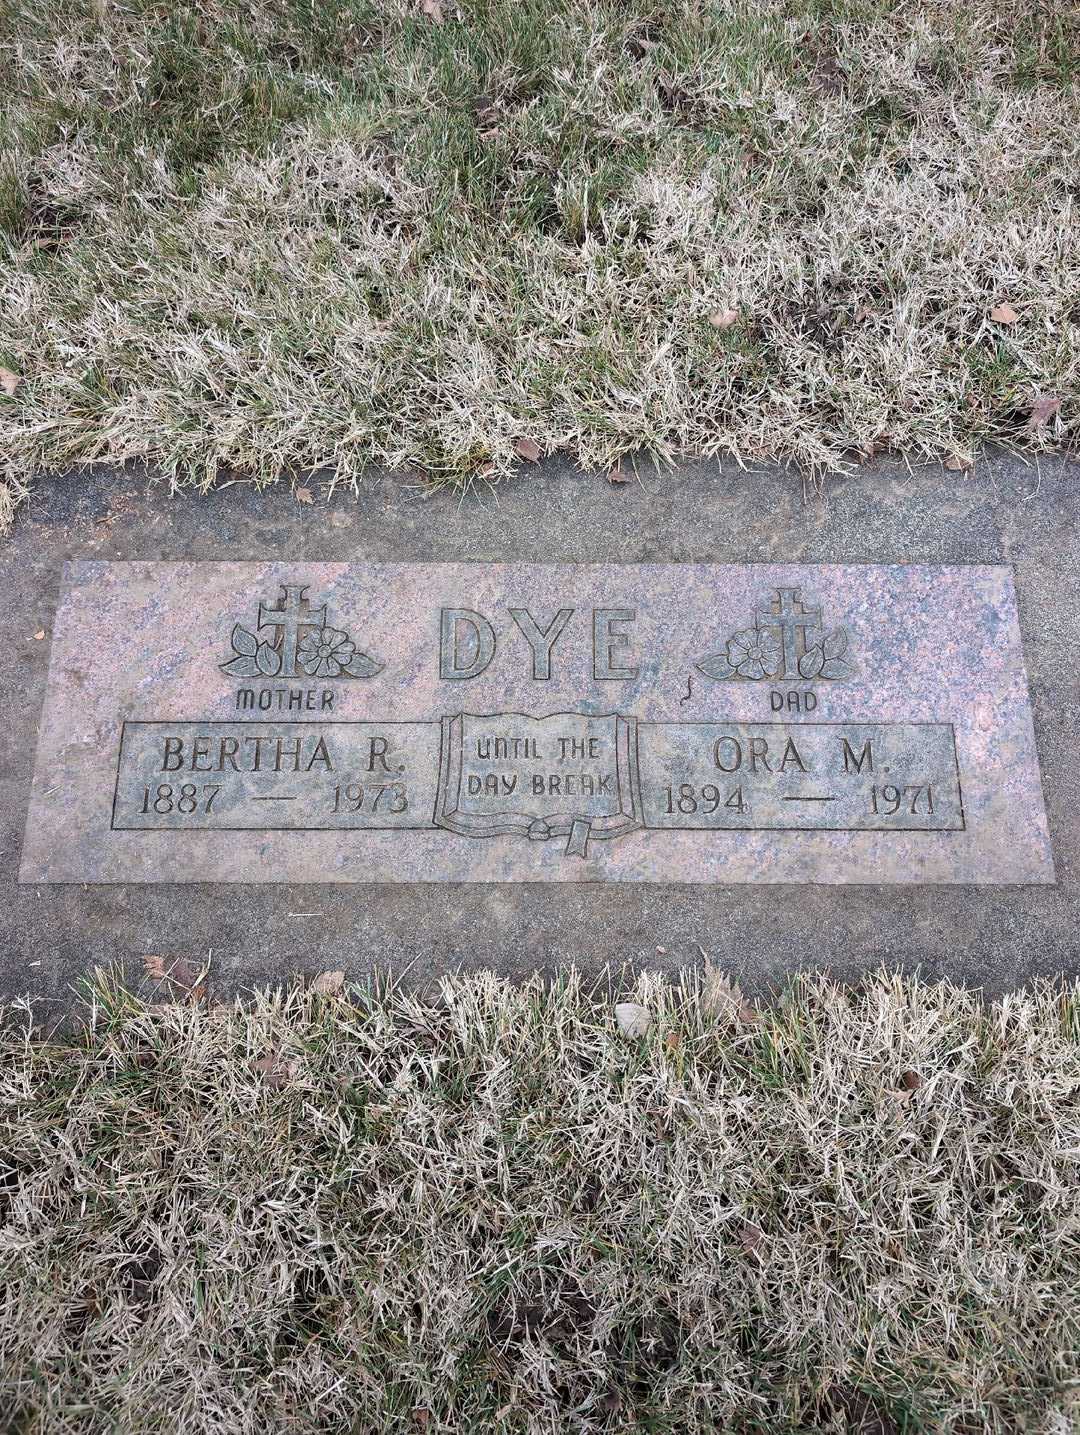 DYE
MOTHER
DAD
BERTHA R.
1887 — 1973
UNTIL THE
DAY BREAK
ORA M.
1894 — 1971